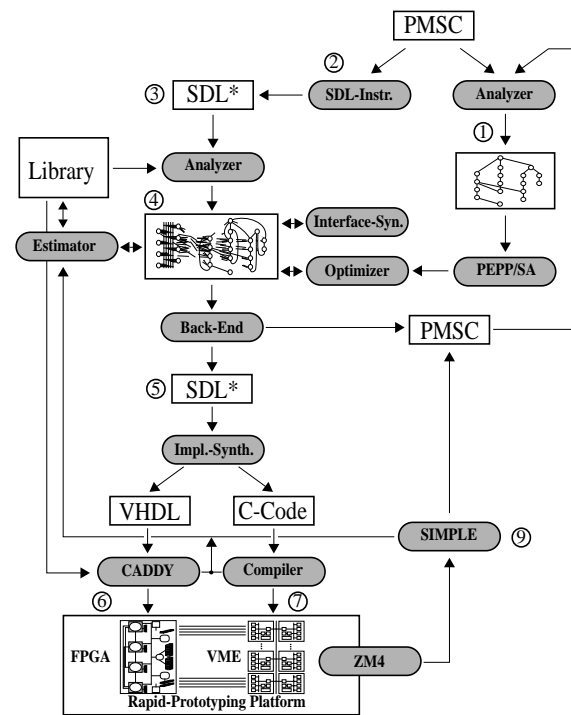 PMSC
②
③
SDL*
SDL-Instr.
Analyzer
①
Library
Analyzer
④
Interface-Syn.
Estimator
Optimizer
PEPP/SA
Back-End
PMSC
⑤
SDL*
Impl.-Synth.
VHDL
C-Code
SIMPLE
⑨
CADDY
Compiler
⑥
⑦
FPGA
VME
ZM4
Rapid-Prototyping Platform